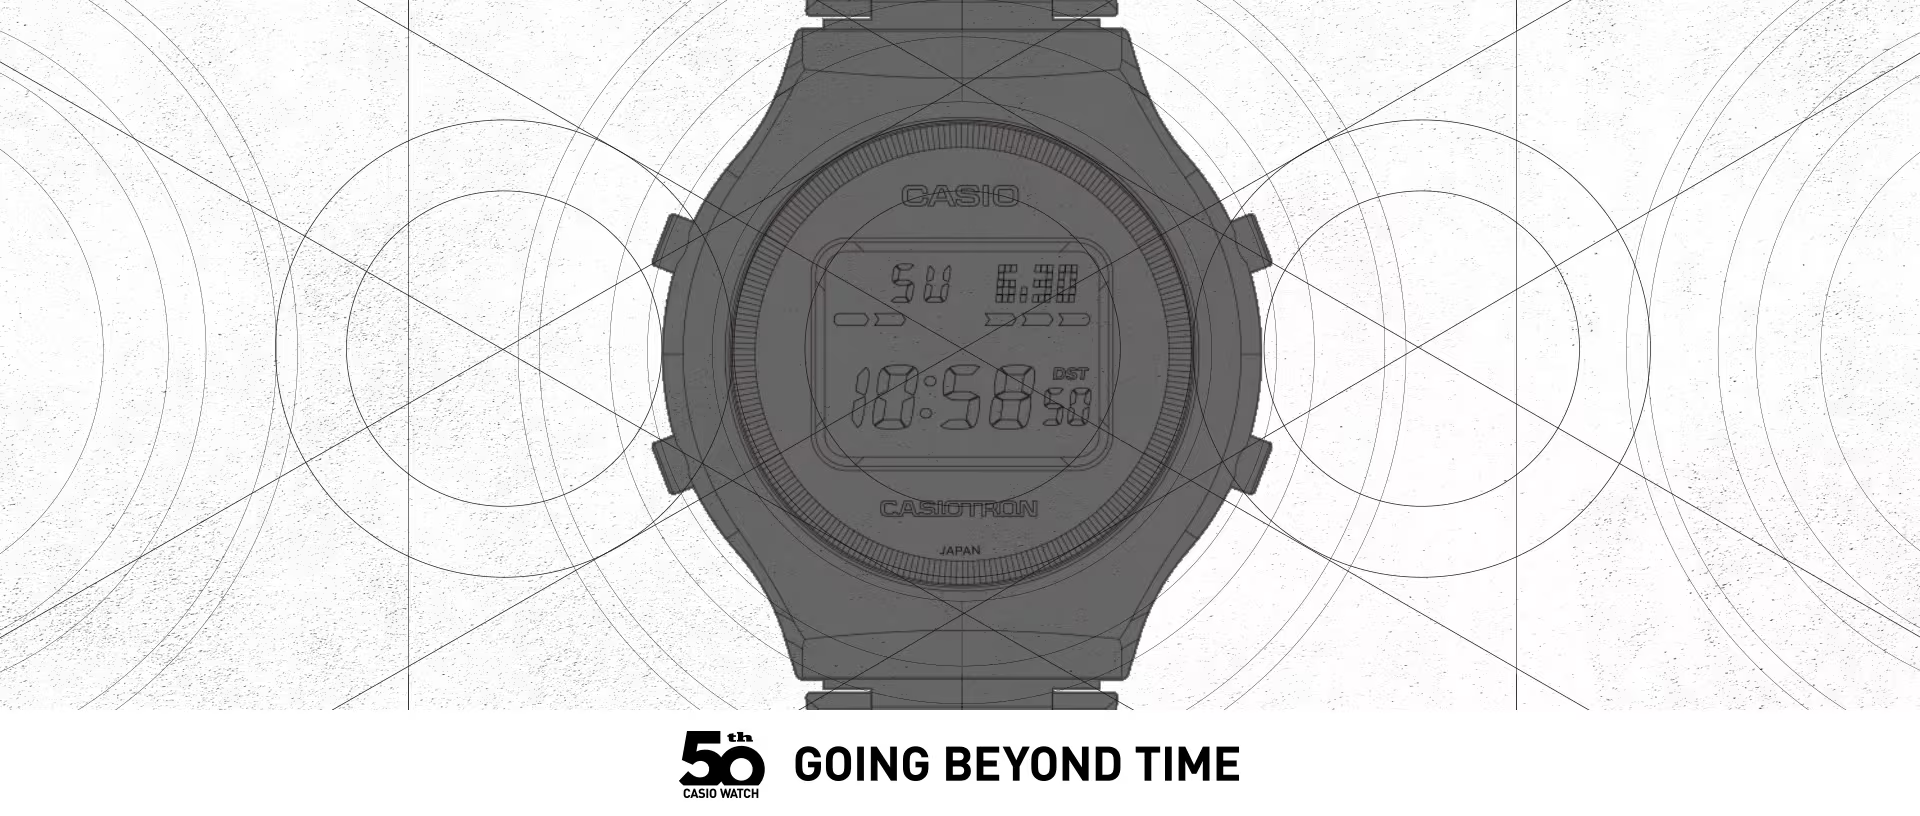 CASIO
SU 6.30
DST
10:58 50
CASIOTRON
JAPAN
50th
CASIO WATCH
GOING BEYOND TIME